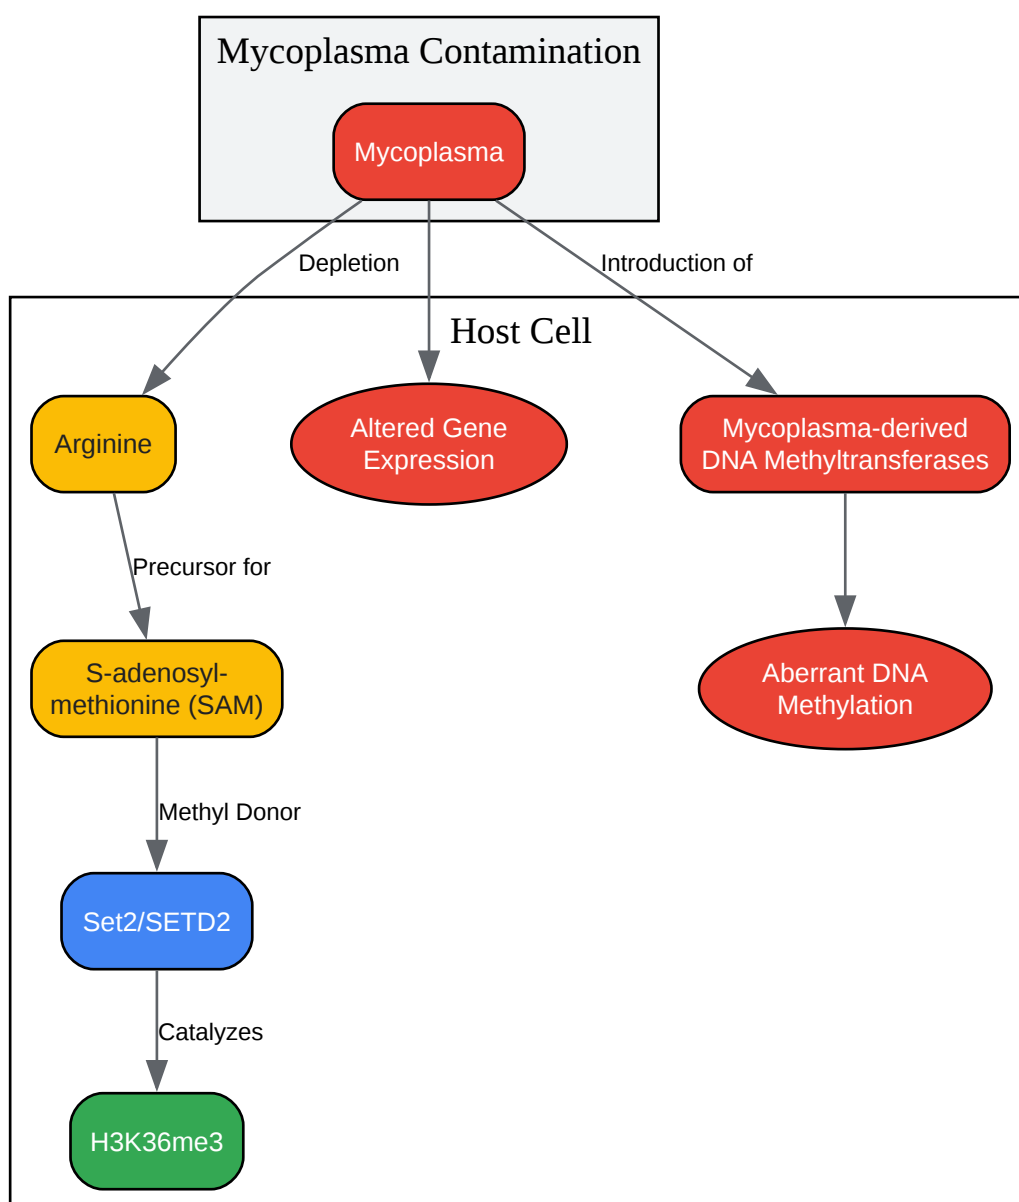 Mycoplasma Contamination
Mycoplasma
Depletion
Introduction of
Host Cell
Arginine
Altered Gene
Expression
Mycoplasma-derived
DNA Methyltransferases
Precursor for
S-adenosyl-
methionine (SAM)
Aberrant DNA
Methylation
Methyl Donor
Set2/SETD2
Catalyzes
H3K36me3